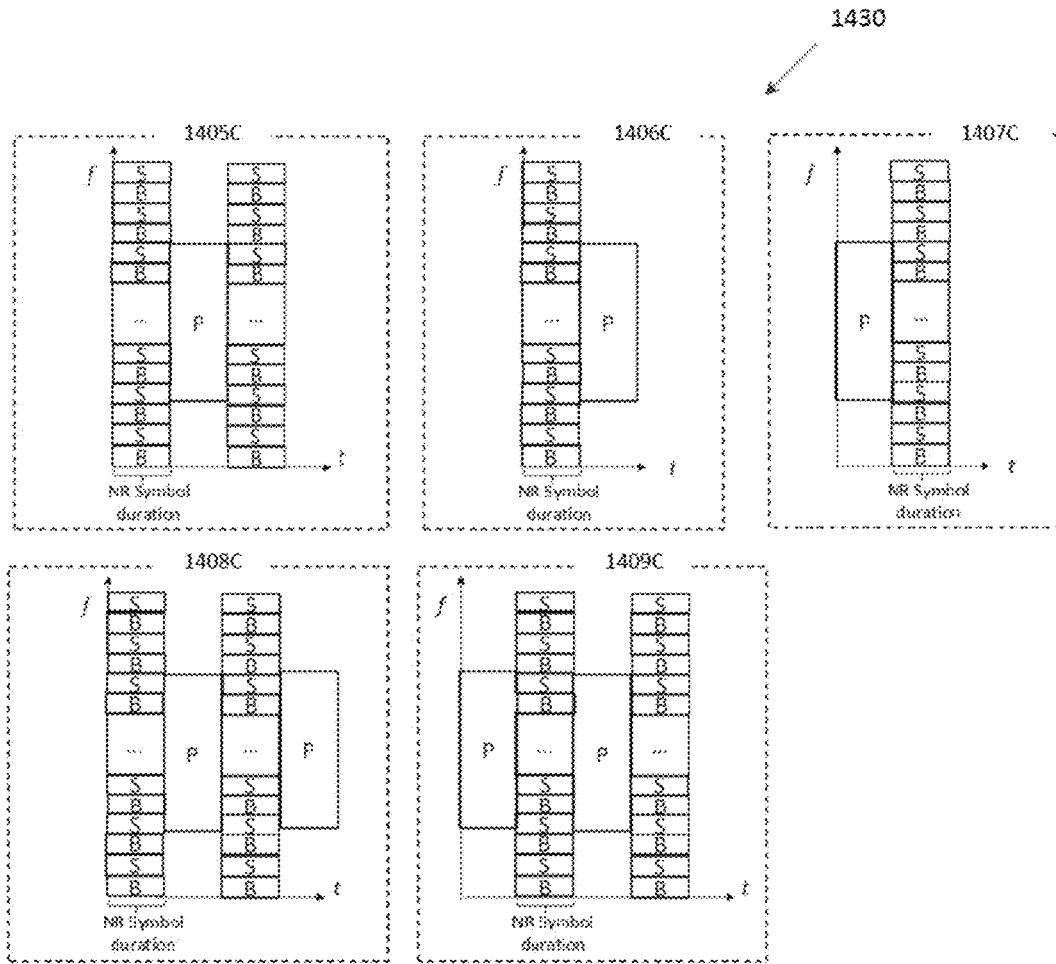 1430
1405C
f
S S
B B
S S
B B
S S
B B
... P ...
S S
B B
S S
B B
S S
B B
t
NR Symbol
duration
1406C
f
S
B
S
B
S
B
... P
S
B
S
B
S
B
t
NR Symbol
duration
1407C
f
S
B
S
B
S
B
P ...
S
B
S
B
S
B
t
NR Symbol
duration
1408C
f
S S
B B
S S
B B
S S
B B
... P ... P
S S
B B
S S
B B
S S
B B
t
NR Symbol
duration
1409C
f
S S
B B
S S
B B
S S
B B
P ... P ...
S S
B B
S S
B B
S S
B B
t
NR Symbol
duration